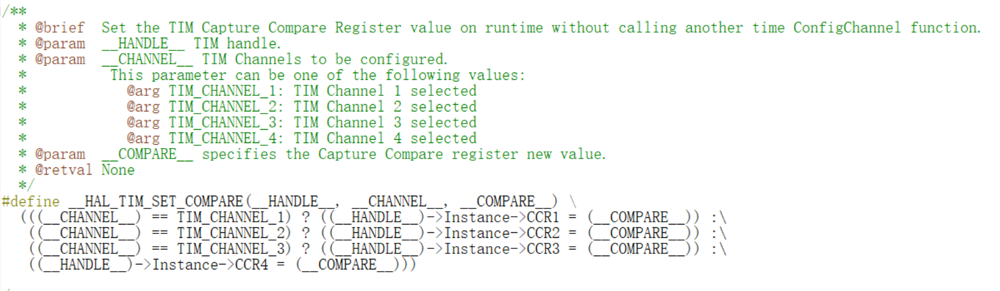 /**
  * @brief  Set the TIM Capture Compare Register value on runtime without calling another time ConfigChannel function.
  * @param  __HANDLE__ TIM handle.
  * @param  __CHANNEL__ TIM Channels to be configured.
  *          This parameter can be one of the following values:
  *            @arg TIM_CHANNEL_1: TIM Channel 1 selected
  *            @arg TIM_CHANNEL_2: TIM Channel 2 selected
  *            @arg TIM_CHANNEL_3: TIM Channel 3 selected
  *            @arg TIM_CHANNEL_4: TIM Channel 4 selected
  * @param  __COMPARE__ specifies the Capture Compare register new value.
  * @retval None
  */
#define __HAL_TIM_SET_COMPARE(__HANDLE__, __CHANNEL__, __COMPARE__) \
  (((__CHANNEL__) == TIM_CHANNEL_1) ? ((__HANDLE__)->Instance->CCR1 = (__COMPARE__)) :\
   ((__CHANNEL__) == TIM_CHANNEL_2) ? ((__HANDLE__)->Instance->CCR2 = (__COMPARE__)) :\
   ((__CHANNEL__) == TIM_CHANNEL_3) ? ((__HANDLE__)->Instance->CCR3 = (__COMPARE__)) :\
   ((__HANDLE__)->Instance->CCR4 = (__COMPARE__)))